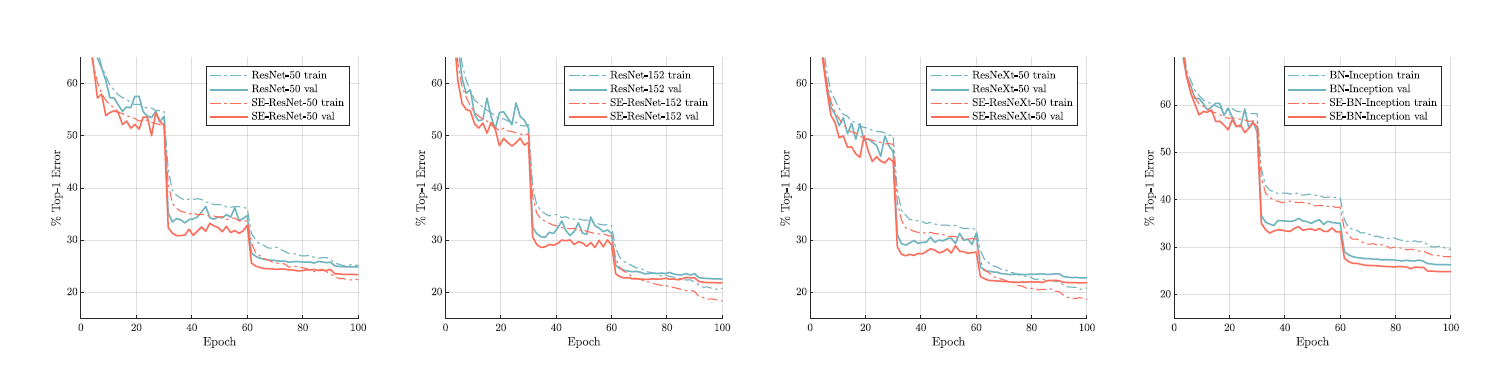 60
50
40
30
20
% Top-1 Error
0 20 40 60 80 100
Epoch
ResNet-50 train
ResNet-50 val
SE-ResNet-50 train
SE-ResNet-50 val
60
50
40
30
20
% Top-1 Error
0 20 40 60 80 100
Epoch
ResNet-152 train
ResNet-152 val
SE-ResNet-152 train
SE-ResNet-152 val
60
50
40
30
20
% Top-1 Error
0 20 40 60 80 100
Epoch
ResNeXt-50 train
ResNeXt-50 val
SE-ResNeXt-50 train
SE-ResNeXt-50 val
60
50
40
30
20
% Top-1 Error
0 20 40 60 80 100
Epoch
BN-Inception train
BN-Inception val
SE-BN-Inception train
SE-BN-Inception val